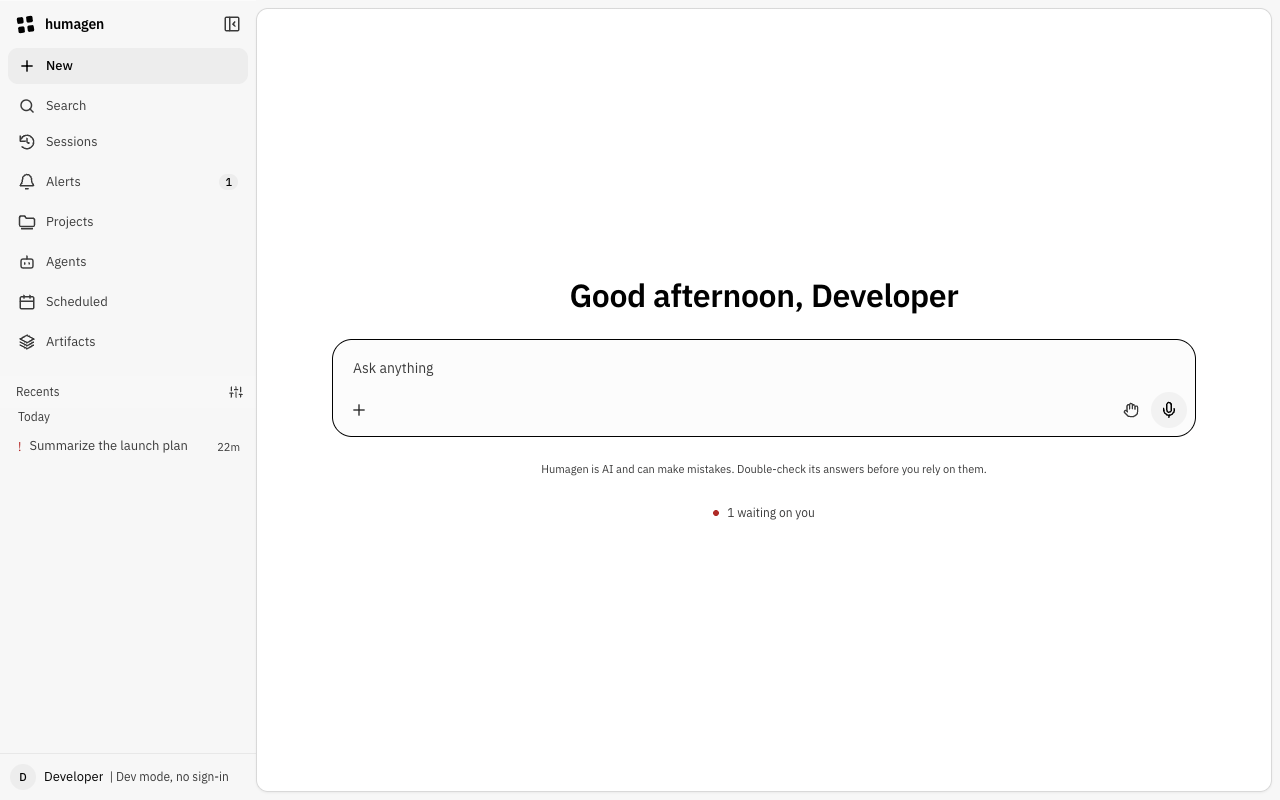 humagen
New
Search
Sessions
Alerts 1
Projects
Agents
Scheduled
Artifacts
Recents
Today
! Summarize the launch plan 22m
D Developer | Dev mode, no sign-in
Good afternoon, Developer
Ask anything
Humagen is AI and can make mistakes. Double-check its answers before you rely on them.
1 waiting on you